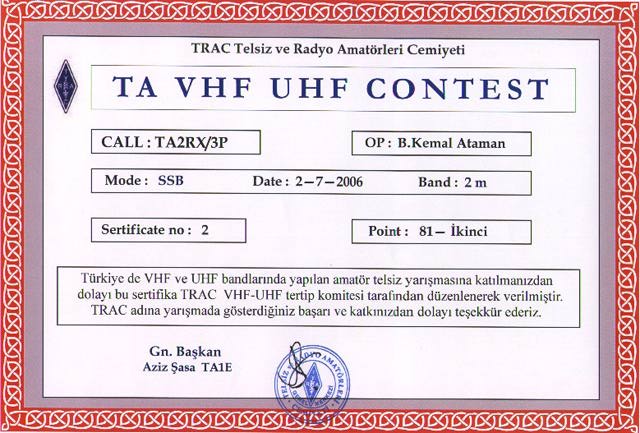 TRAC Telsiz ve Radyo Amatörleri Cemiyeti
TA VHF UHF CONTEST
CALL : TA2RX/3P
OP : B.Kemal Ataman
Mode : SSB Date : 2-7-2006 Band : 2 m
Sertificate no : 2
Point : 81- İkinci
Türkiye de VHF ve UHF bandlarında yapılan amatör telsiz yarışmasına katılmanızdan
dolayı bu sertifika TRAC VHF-UHF tertip komitesi tarafından düzenlenerek verilmiştir.
TRAC adına yarışmada gösterdiğiniz başarı ve katkınızdan dolayı teşekkür ederiz.
Gn. Başkan
Aziz Şasa TA1E
TELSİZ V RADYO AMATÖRLERİ